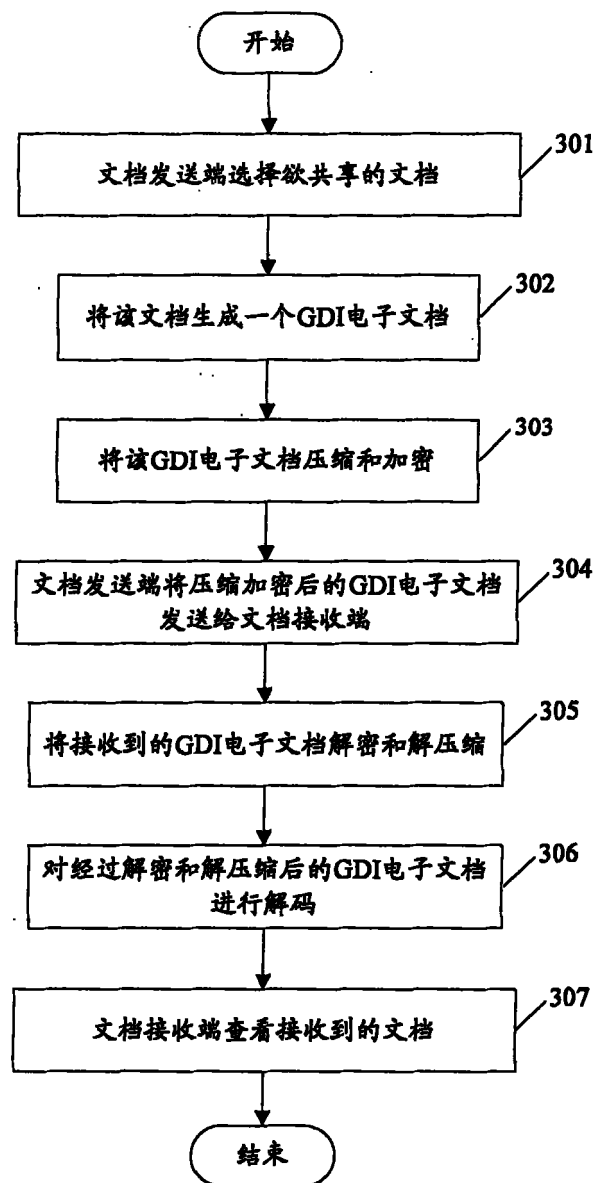 开始
301
文档发送端选择欲共享的文档
302
将该文档生成一个GDI电子文档
303
将该GDI电子文档压缩和加密
304
文档发送端将压缩加密后的GDI电子文档
发送给文档接收端
305
将接收到的GDI电子文档解密和解压缩
306
对经过解密和解压缩后的GDI电子文档
进行解码
307
文档接收端查看接收到的文档
结束